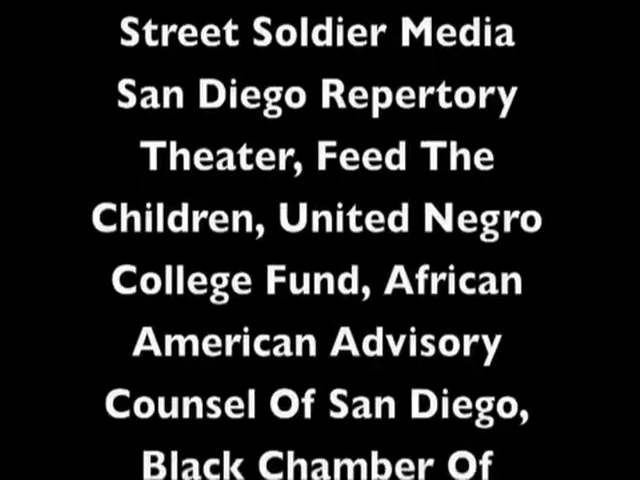 Street Soldier Media
San Diego Repertory
Theater, Feed The
Children, United Negro
College Fund, African
American Advisory
Counsel Of San Diego,
Black Chamber Of